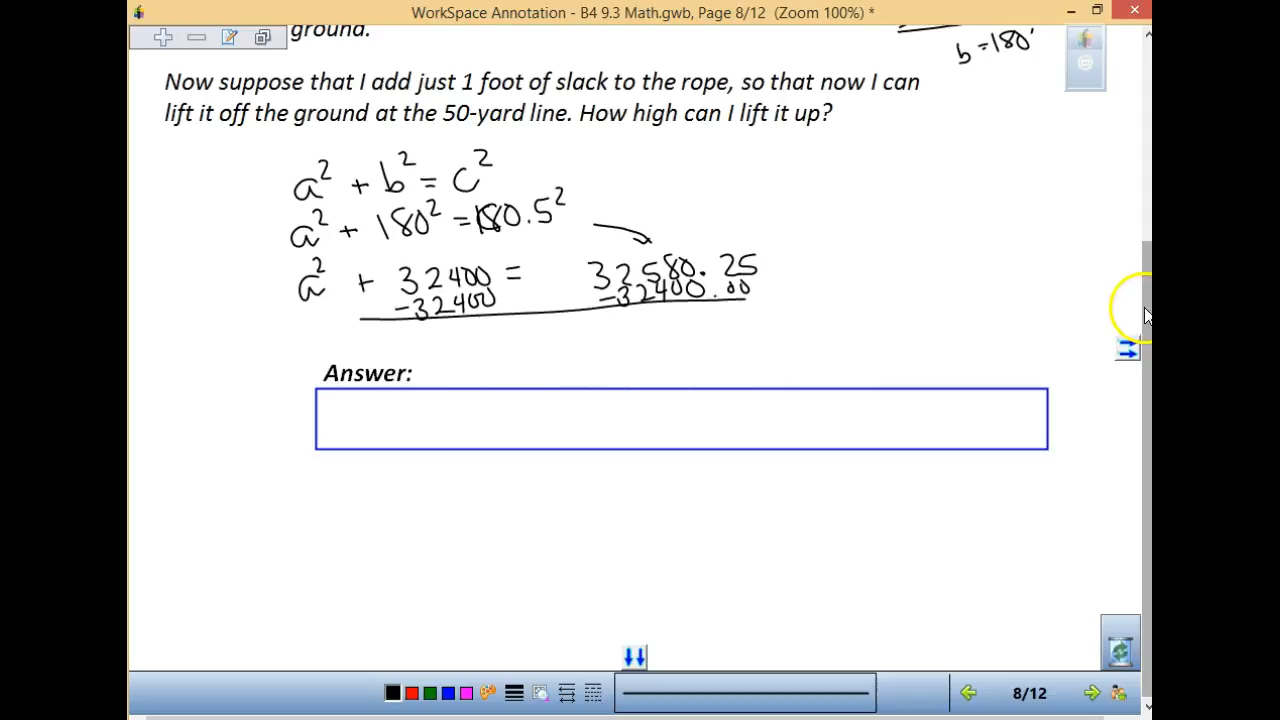 WorkSpace Annotation - B4 9.3 Math.gwb, Page 8/12 (Zoom 100%) *
ground.
b = 180'
Now suppose that I add just 1 foot of slack to the rope, so that now I can
lift it off the ground at the 50-yard line. How high can I lift it up?
a² + b² = c²
a² + 180² = 180.5²
a² + 32400 = 32580.25
-32400 -32400.00
Answer:
8/12